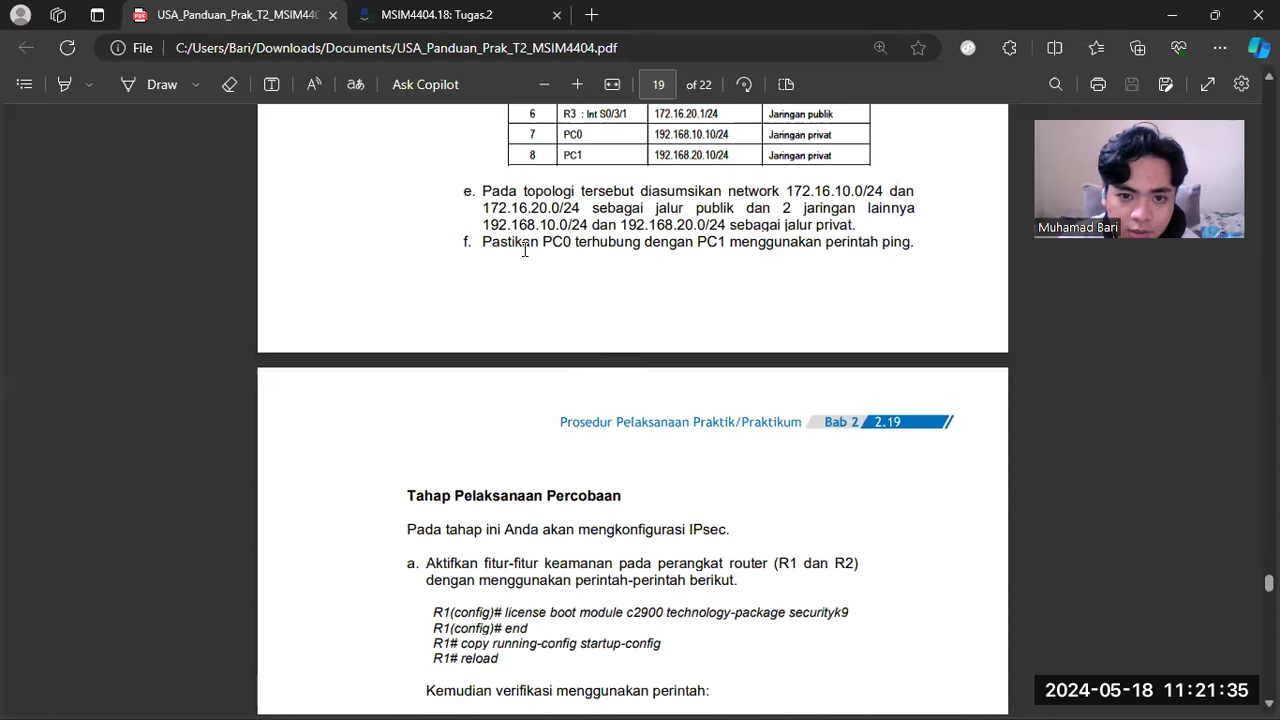 USA_Panduan_Prak_T2_MSIM440
MSIM4404.18: Tugas.2
File
C:/Users/Bari/Downloads/Documents/USA_Panduan_Prak_T2_MSIM4404.pdf
Draw
Ask Copilot
19 of 22
6 R3 : Int S0/3/1 172.16.20.1/24 Jaringan publik
7 PC0 192.168.10.10/24 Jaringan privat
8 PC1 192.168.20.10/24 Jaringan privat
e. Pada topologi tersebut diasumsikan network 172.16.10.0/24 dan
172.16.20.0/24 sebagai jalur publik dan 2 jaringan lainnya
192.168.10.0/24 dan 192.168.20.0/24 sebagai jalur privat.
f. Pastikan PC0 terhubung dengan PC1 menggunakan perintah ping.
Muhamad Bari
Prosedur Pelaksanaan Praktik/Praktikum Bab 2 2.19
Tahap Pelaksanaan Percobaan
Pada tahap ini Anda akan mengkonfigurasi IPsec.
a. Aktifkan fitur-fitur keamanan pada perangkat router (R1 dan R2)
dengan menggunakan perintah-perintah berikut.
R1(config)# license boot module c2900 technology-package securityk9
R1(config)# end
R1# copy running-config startup-config
R1# reload
Kemudian verifikasi menggunakan perintah:
2024-05-18 11:21:35